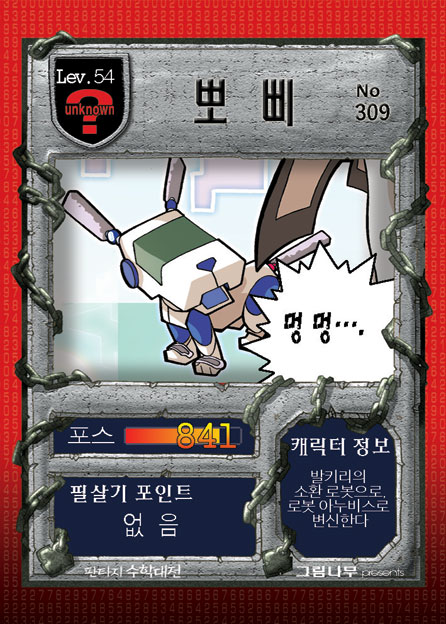 Lev.54
unknown
뽀삐
No
309
멍멍….
포스 841
필살기 포인트
없음
캐릭터 정보
발키리의
소환 로봇으로
로봇 아누비스로
변신한다
판타지 수학대전
그림나무 presents